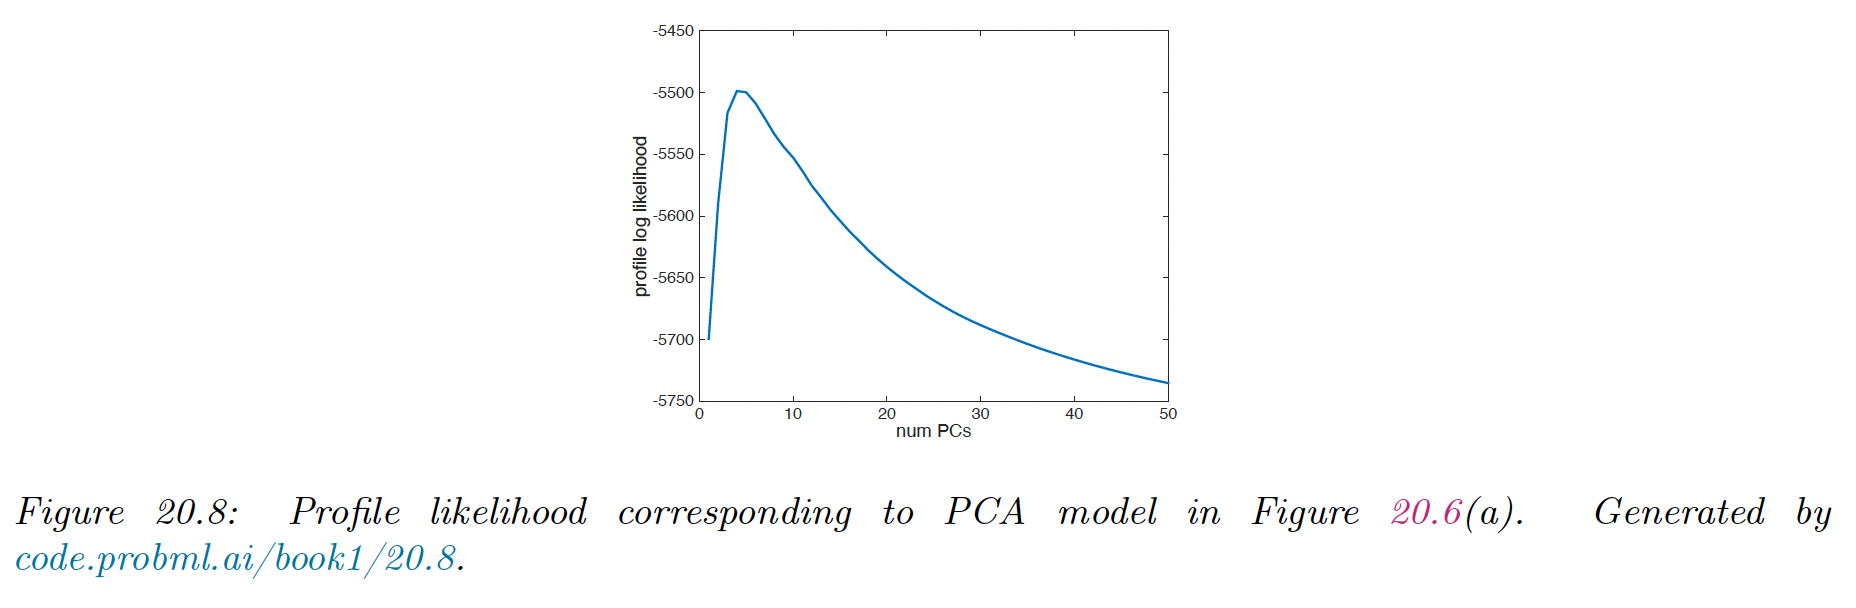 -5450
-5500
-5550
-5600
-5650
-5700
-5750
profile log likelihood
0 10 20 30 40 50
num PCs
Figure 20.8: Profile likelihood corresponding to PCA model in Figure 20.6(a). Generated by
code.probml.ai/book1/20.8.